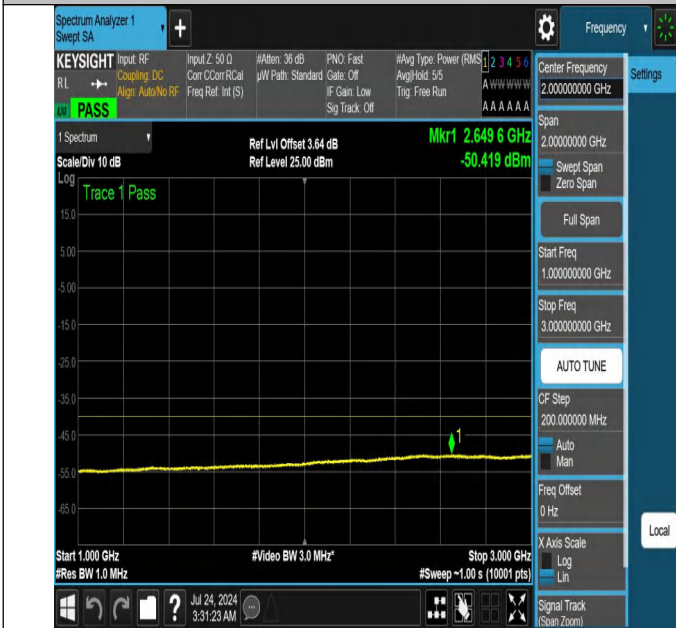 Spectrum Analyzer 1
Swept SA
+
Frequency
KEYSIGHT
RL
PASS
Input: RF
Coupling: DC
Align: Auto/No RF
Input Z: 50 Ω
Corr CCorr RCal
Freq Ref: Int (S)
#Atten: 36 dB
µW Path: Standard
PNO: Fast
Gate: Off
IF Gain: Low
Sig Track: Off
#Avg Type: Power (RMS
Avg|Hold: 5/5
Trig: Free Run
1 2 3 4 5 6
A W W W W W
A A A A A A
1 Spectrum
Scale/Div 10 dB
Log
Ref Lvl Offset 3.64 dB
Ref Level 25.00 dBm
Mkr1 2.649 6 GHz
-50.419 dBm
Trace 1 Pass
15.0
5.00
-5.00
-15.0
-25.0
-35.0
-45.0
-55.0
-65.0
1
Start 1.000 GHz
#Res BW 1.0 MHz
#Video BW 3.0 MHz*
Stop 3.000 GHz
#Sweep ~1.00 s (10001 pts)
Center Frequency
2.000000000 GHz
Span
2.00000000 GHz
Swept Span
Zero Span
Full Span
Start Freq
1.000000000 GHz
Stop Freq
3.000000000 GHz
AUTO TUNE
CF Step
200.000000 MHz
Auto
Man
Freq Offset
0 Hz
X Axis Scale
Log
Lin
Signal Track
(Span Zoom)
Settings
Local
?
Jul 24, 2024
3:31:23 AM